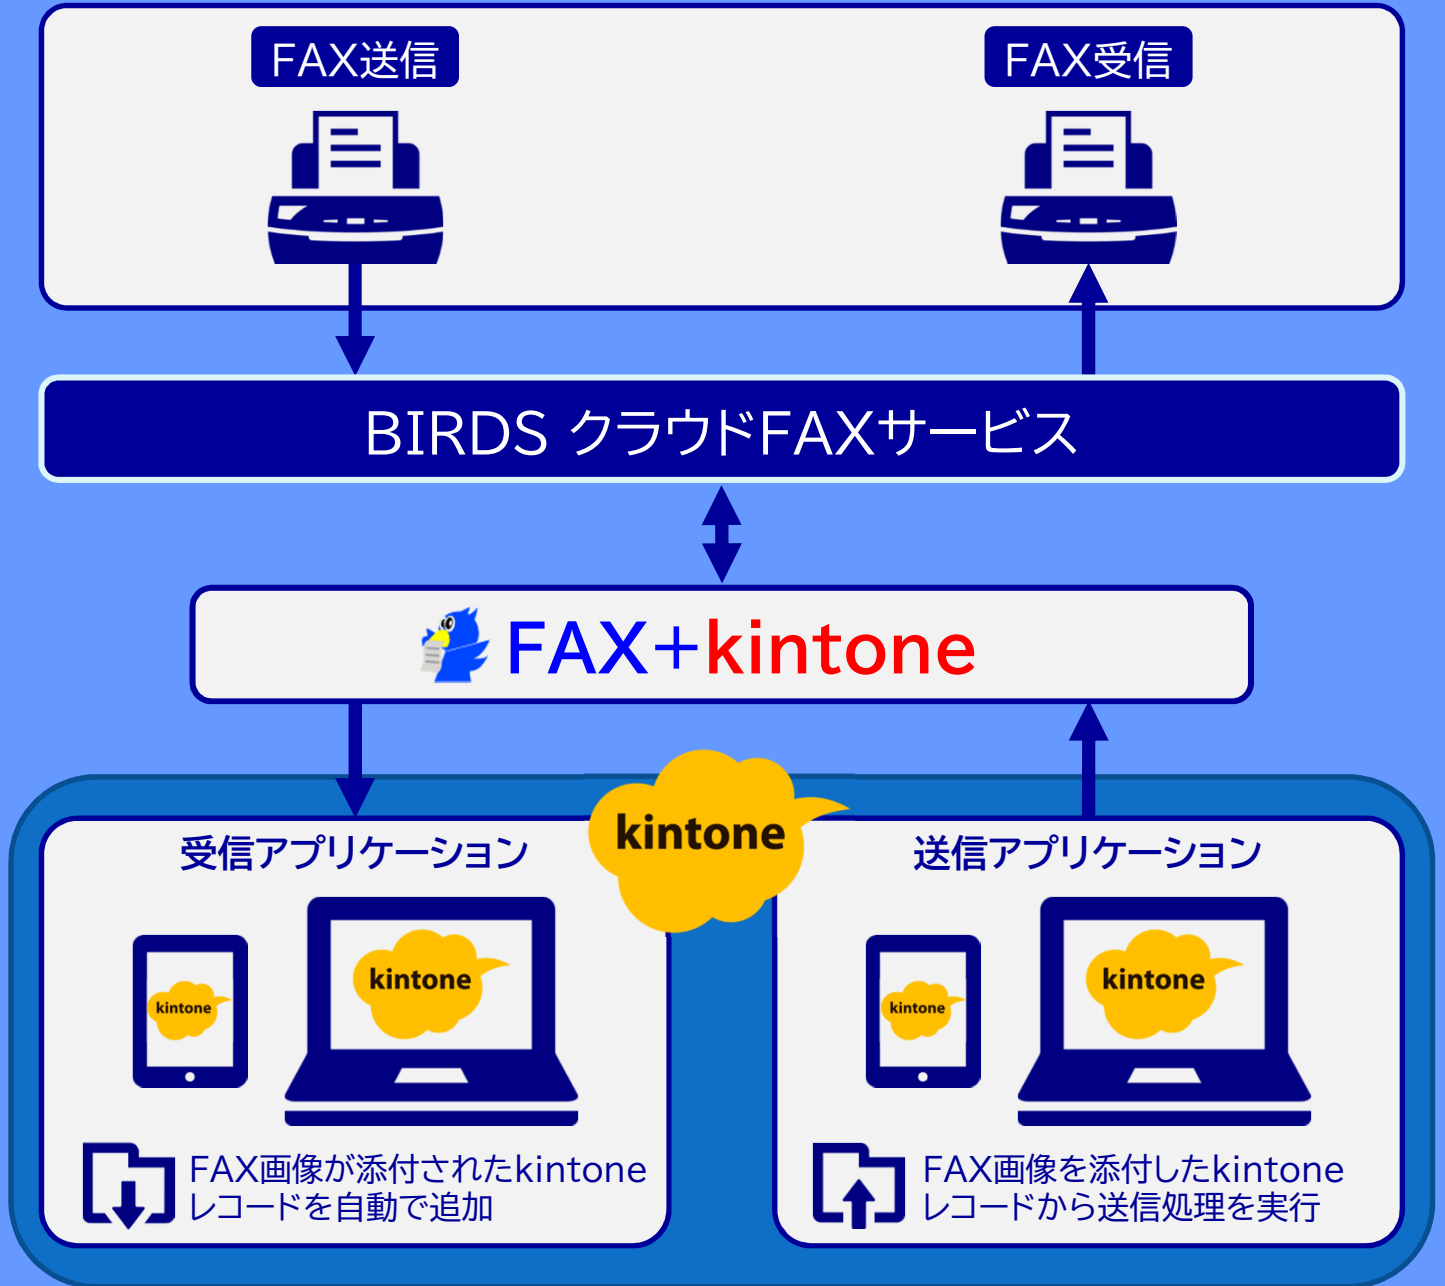 FAX送信
FAX受信
BIRDS クラウドFAXサービス
FAX+kintone
kintone
受信アプリケーション
kintone
kintone
FAX画像が添付されたkintone
レコードを自動で追加
送信アプリケーション
kintone
kintone
FAX画像を添付したkintone
レコードから送信処理を実行